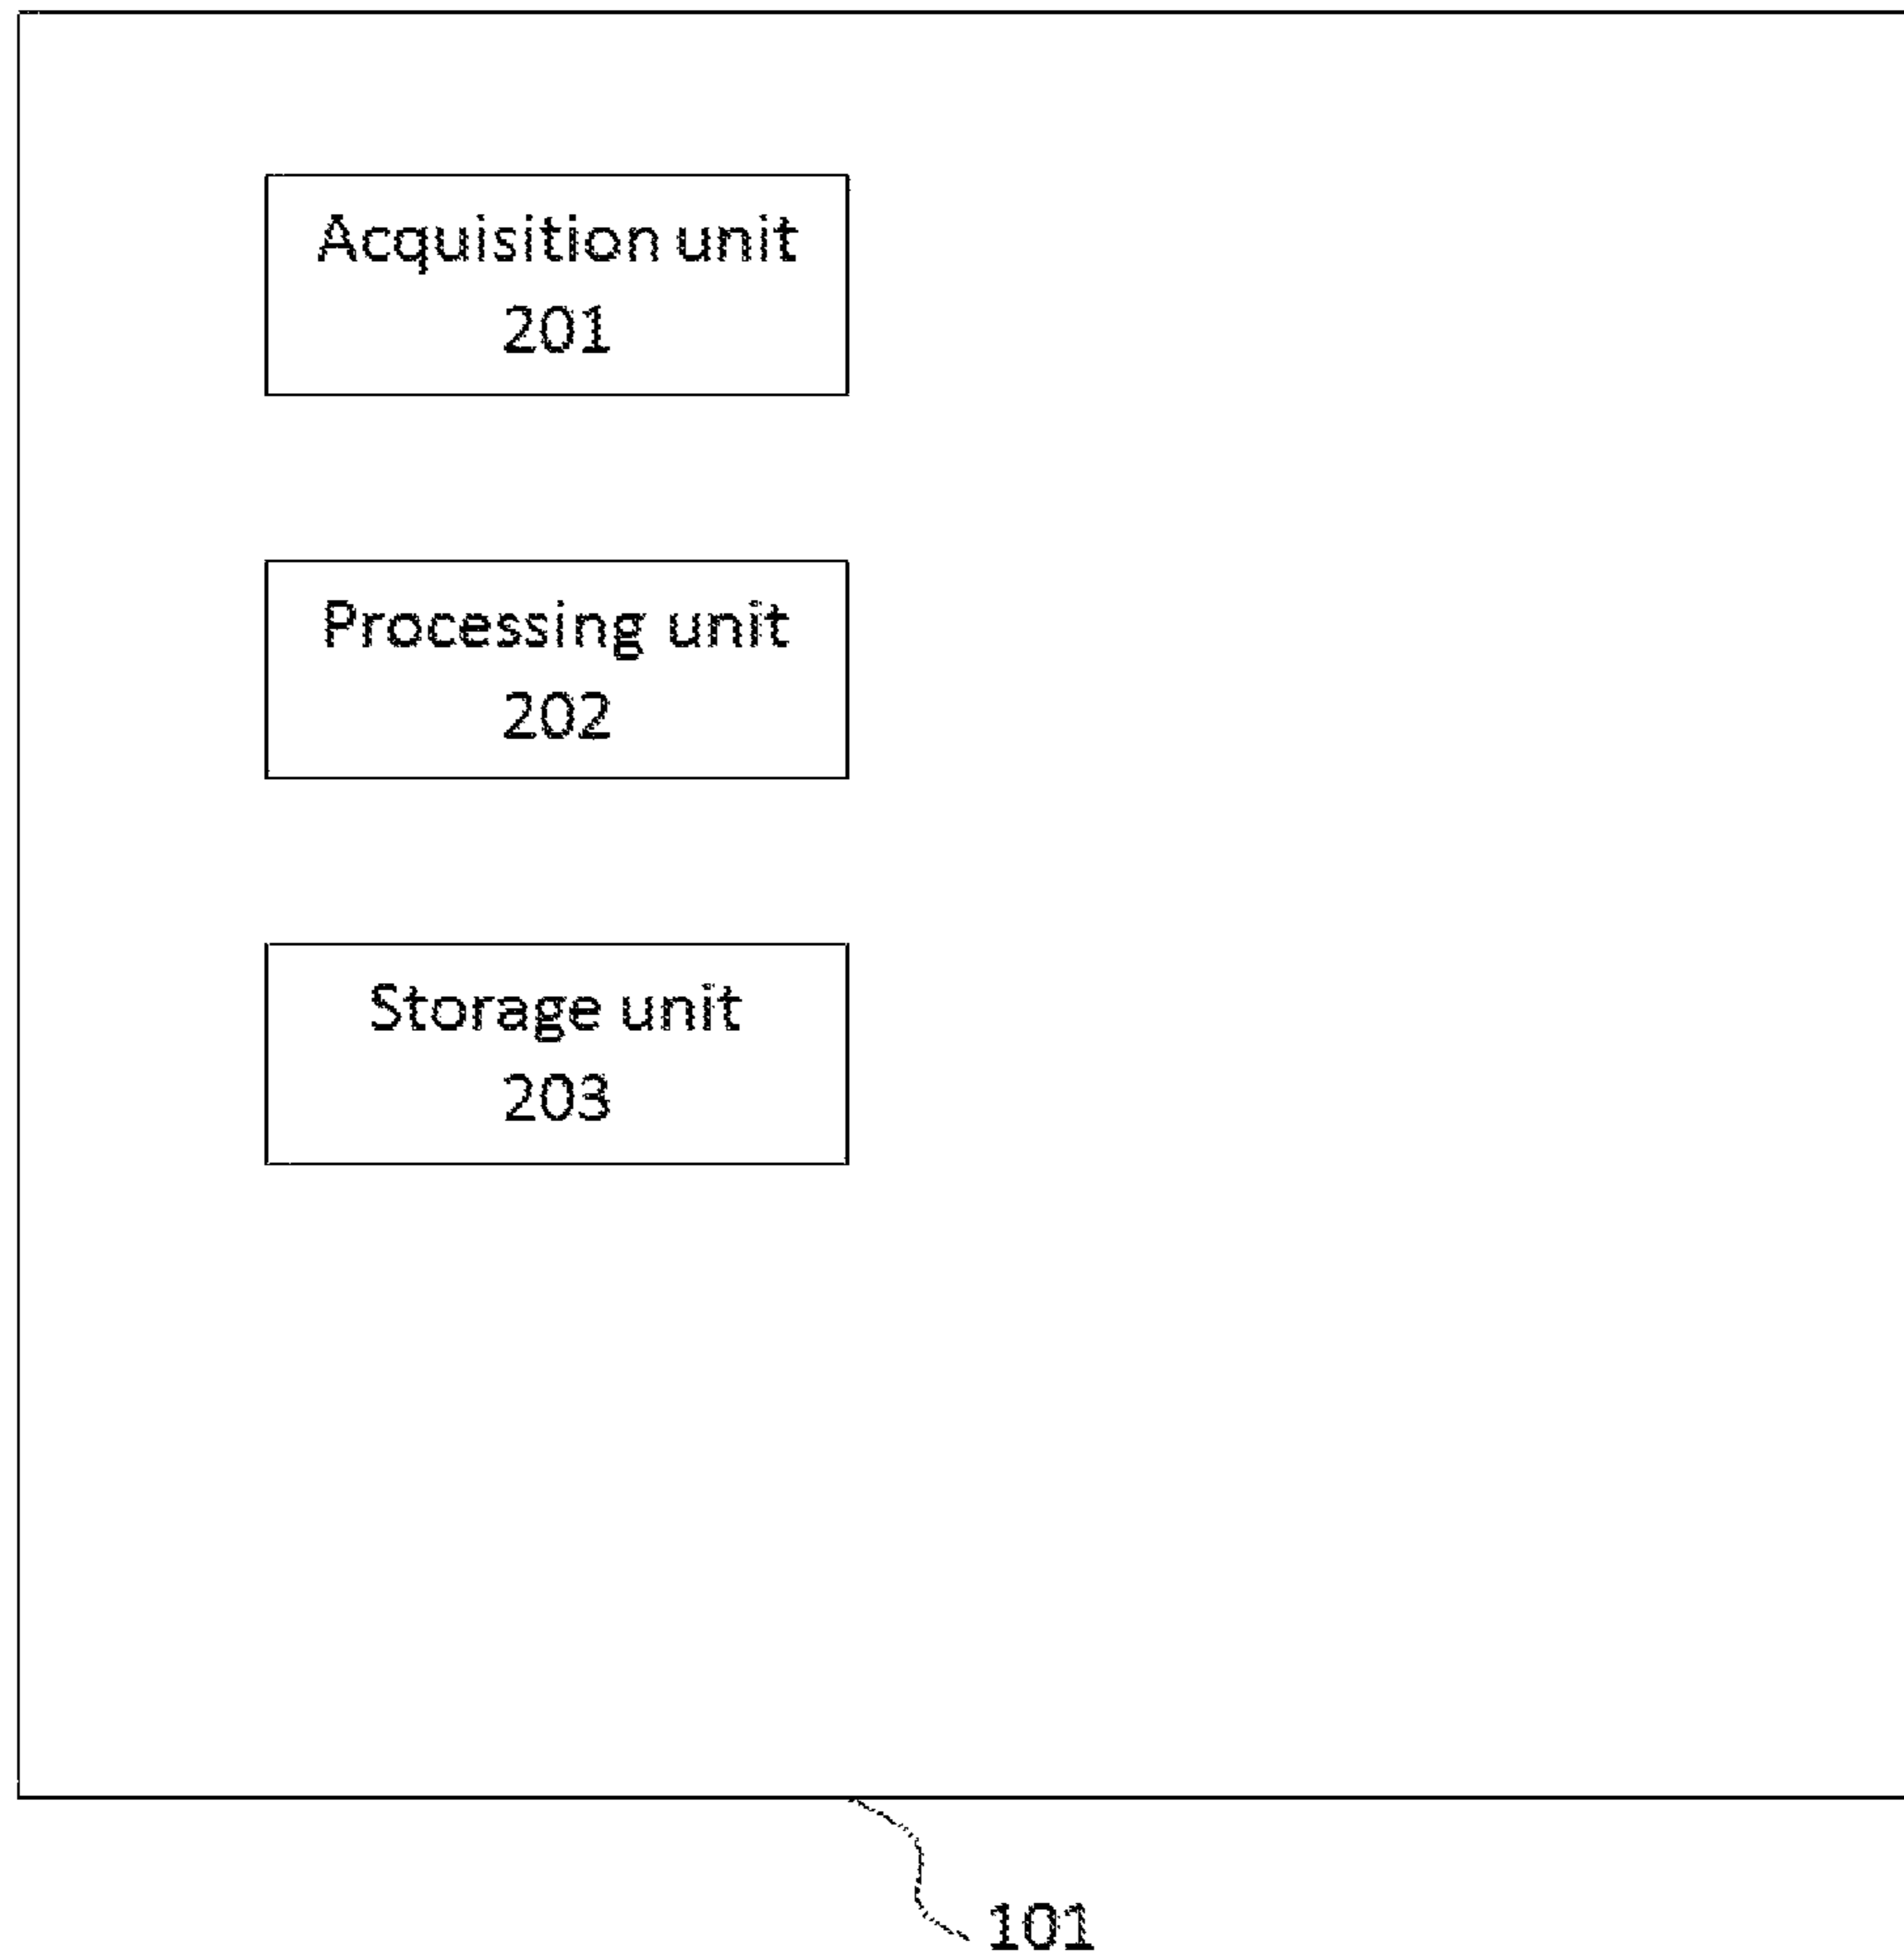 Acquisition unit
201
Processing unit
202
Storage unit
203
101